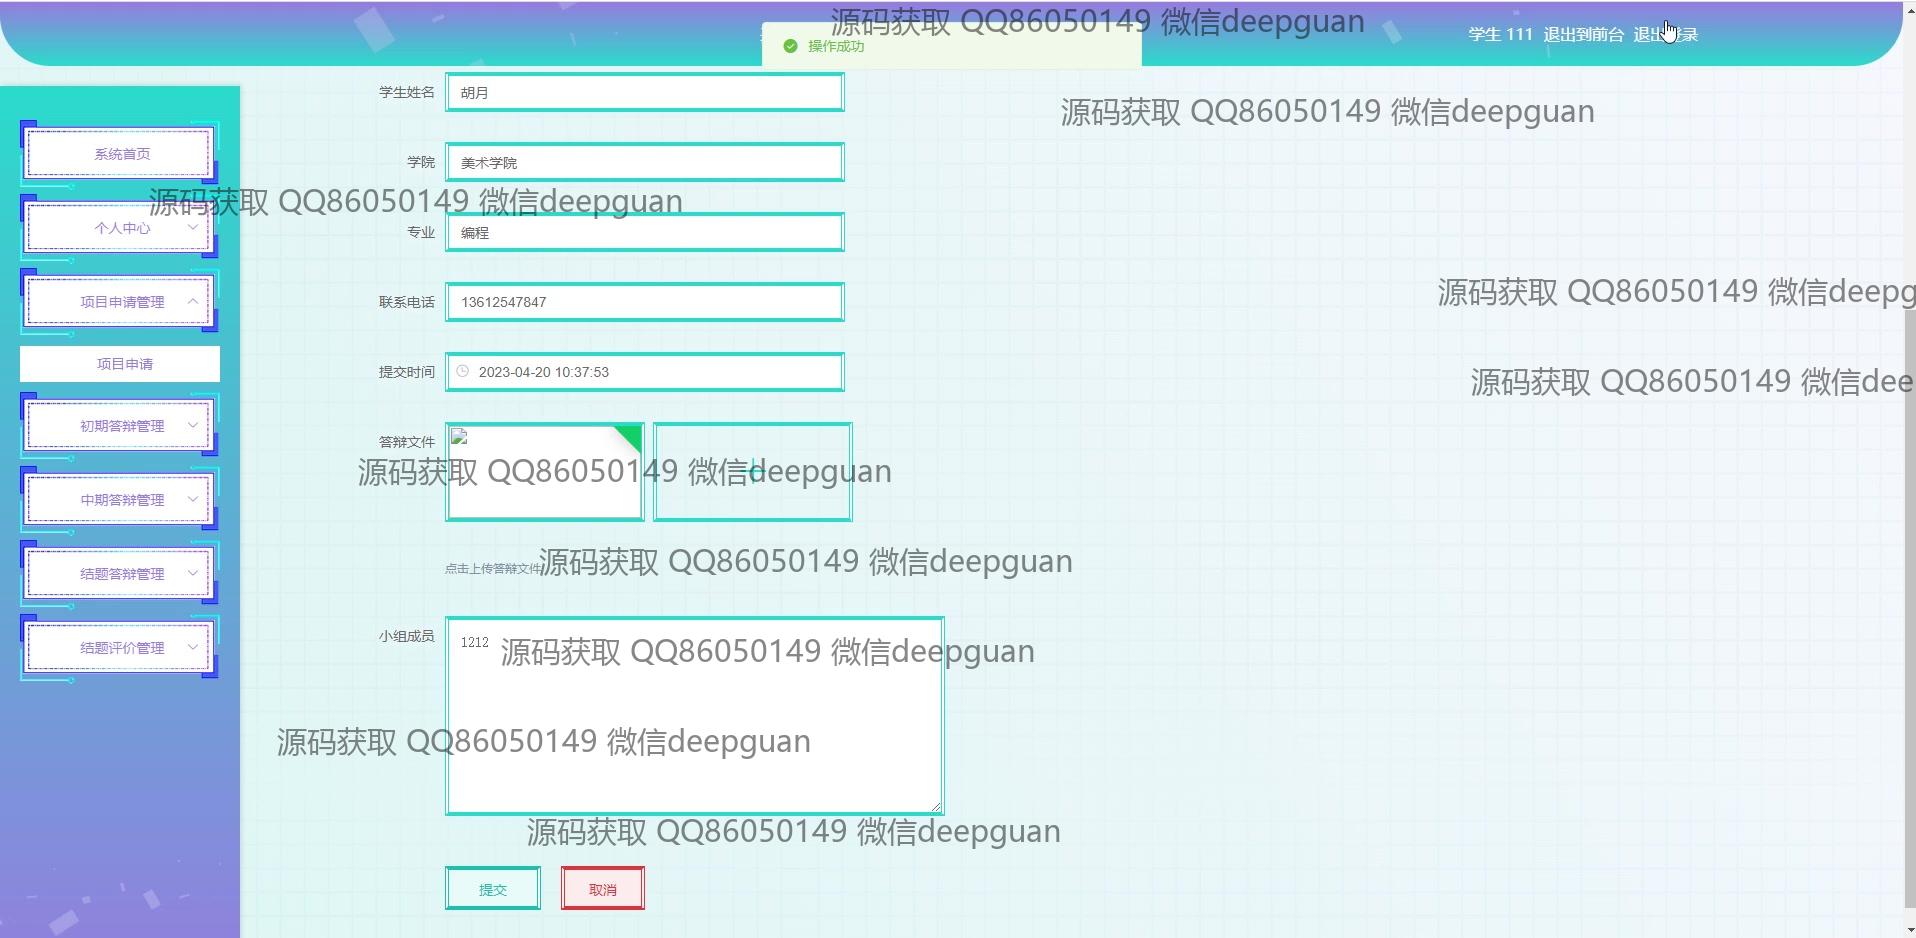 源码获取 QQ86050149 微信deepguan
操作成功
学生 111 退出到前台 退出登录
学生姓名 胡月
源码获取 QQ86050149 微信deepguan
系统首页
学院 美术学院
源码获取 QQ86050149 微信deepguan
个人中心
专业 编程
源码获取 QQ86050149 微信deepg
项目申请管理
联系电话 13612547847
项目申请
提交时间 2023-04-20 10:37:53
源码获取 QQ86050149 微信dee
初期答辩管理
答辩文件
源码获取 QQ86050149 微信deepguan
中期答辩管理
点击上传答辩文件
源码获取 QQ86050149 微信deepguan
结题答辩管理
小组成员 1212
源码获取 QQ86050149 微信deepguan
结题评价管理
源码获取 QQ86050149 微信deepguan
源码获取 QQ86050149 微信deepguan
提交 取消